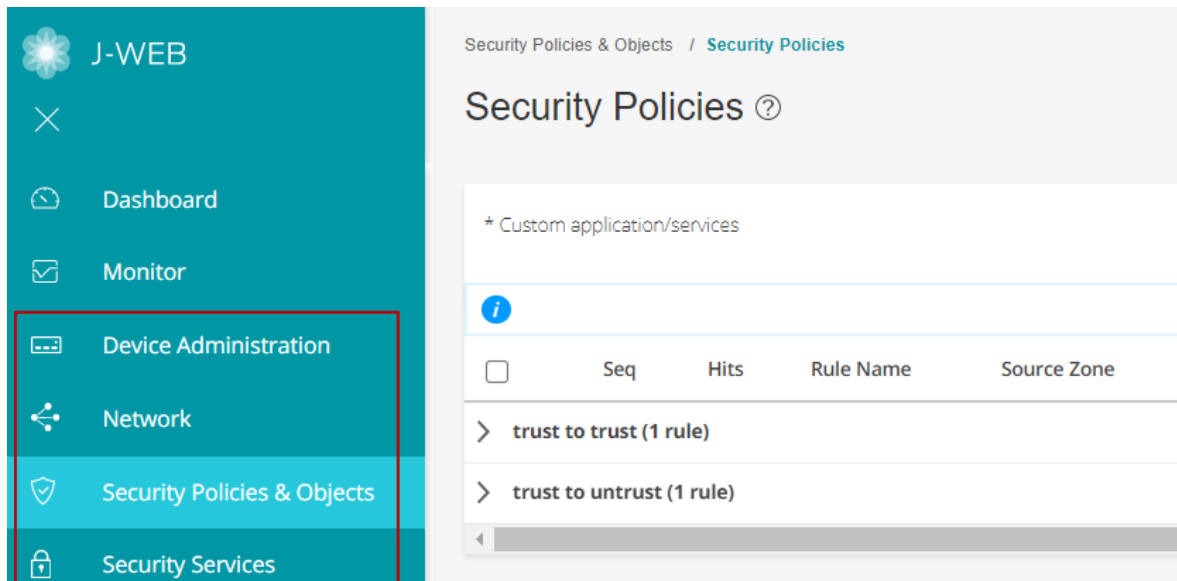 J-WEB
Dashboard
Monitor
Device Administration
Network
Security Policies & Objects
Security Services
Security Policies & Objects / Security Policies
Security Policies
* Custom application/services
Seq Hits Rule Name Source Zone
trust to trust (1 rule)
trust to untrust (1 rule)